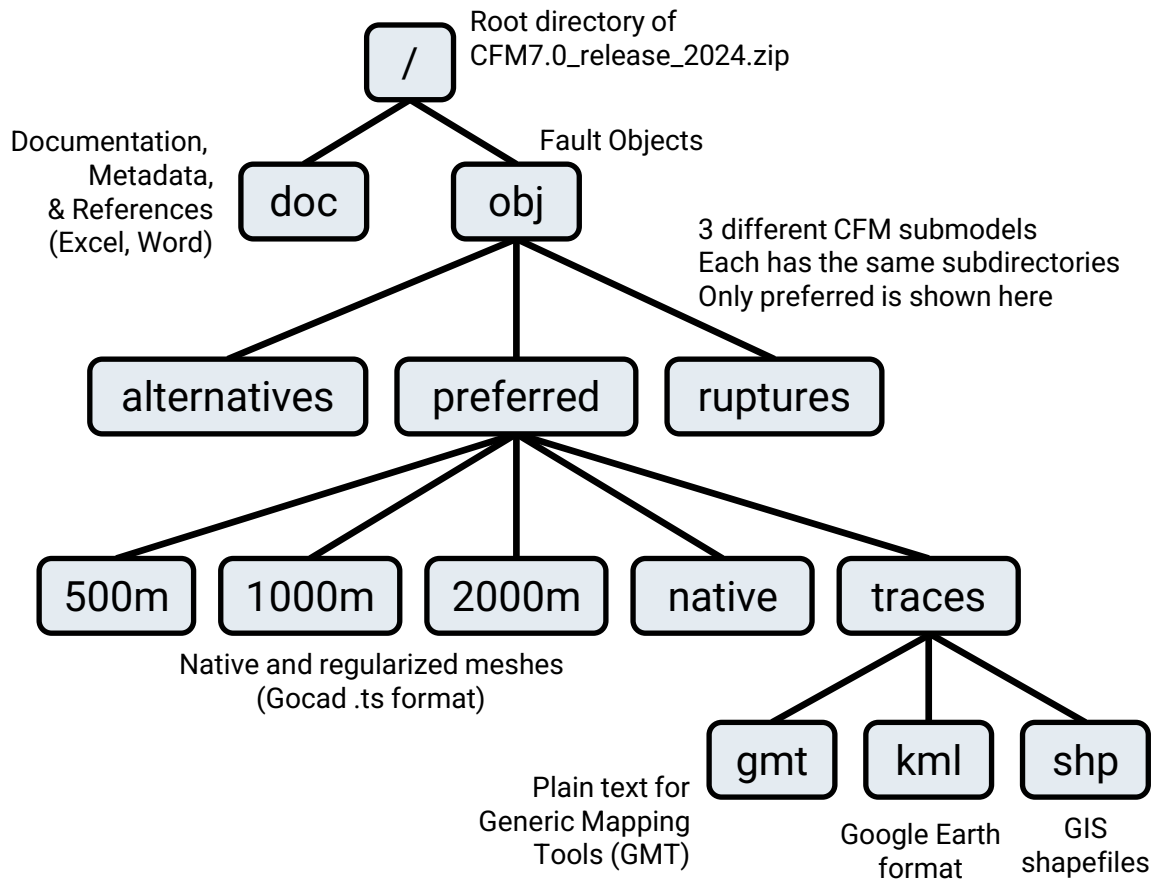 Root directory of
CFM7.0_release_2024.zip
/
Documentation,
Metadata,
& References
(Excel, Word)
doc
obj
Fault Objects
3 different CFM submodels
Each has the same subdirectories
Only preferred is shown here
alternatives
preferred
ruptures
500m
1000m
2000m
native
traces
Native and regularized meshes
(Gocad .ts format)
gmt
kml
shp
Plain text for
Generic Mapping
Tools (GMT)
Google Earth
format
GIS
shapefiles